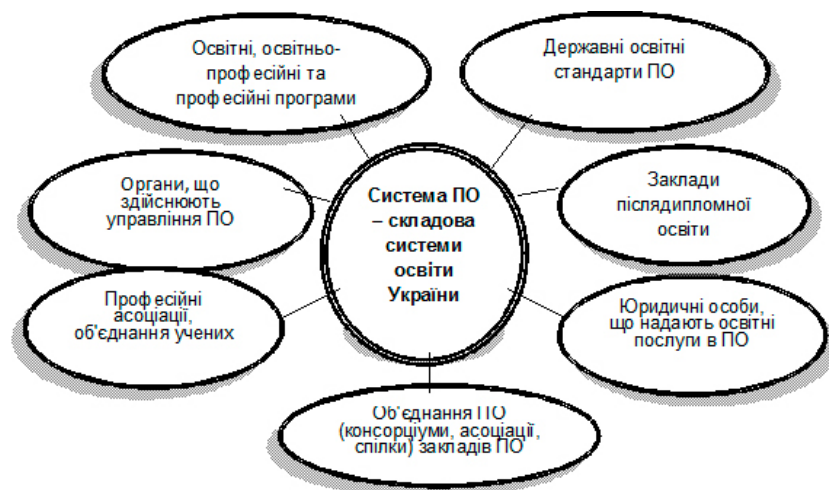 Освітні, освітньо-
професійні та
професійні програми
Державні освітні
стандарти ПО
Органи, що
здійснюють
управління ПО
Система ПО
– складова
системи
освіти
України
Заклади
післядипломної
освіти
Професійні
асоціації,
об'єднання учених
Юридичні особи,
що надають освітні
послуги в ПО
Об'єднання ПО
(консорціуми, асоціації,
спілки) закладів ПО